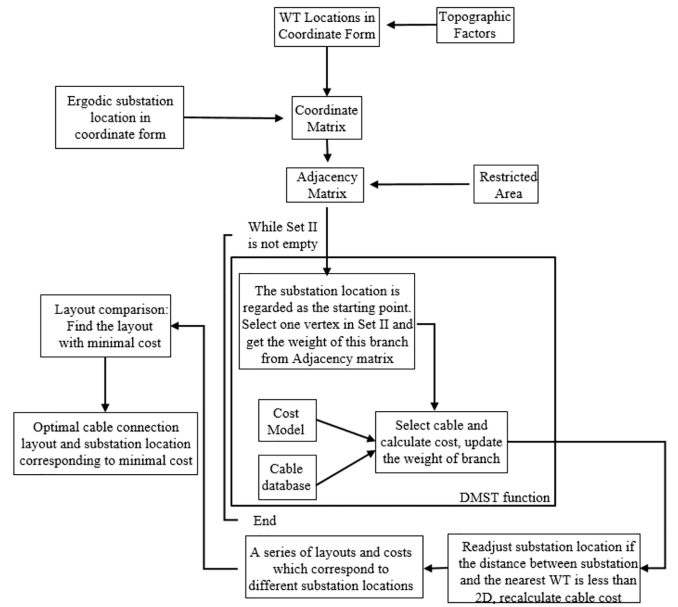 WT Locations in
Coordinate Form
Topographic
Factors
Ergodic substation
location in
coordinate form
Coordinate
Matrix
Adjacency
Matrix
Restricted
Area
While Set II
is not empty
The substation location is
regarded as the starting point.
Select one vertex in Set II and
get the weight of this branch
from Adjacency matrix
Layout comparison:
Find the layout
with minimal cost
Cost
Model
Select cable and
calculate cost, update
the weight of branch
Optimal cable connection
layout and substation location
corresponding to minimal cost
Cable
database
DMST function
End
A series of layouts and costs
which correspond to
different substation locations
Readjust substation location if
the distance between substation
and the nearest WT is less than
2D, recalculate cable cost